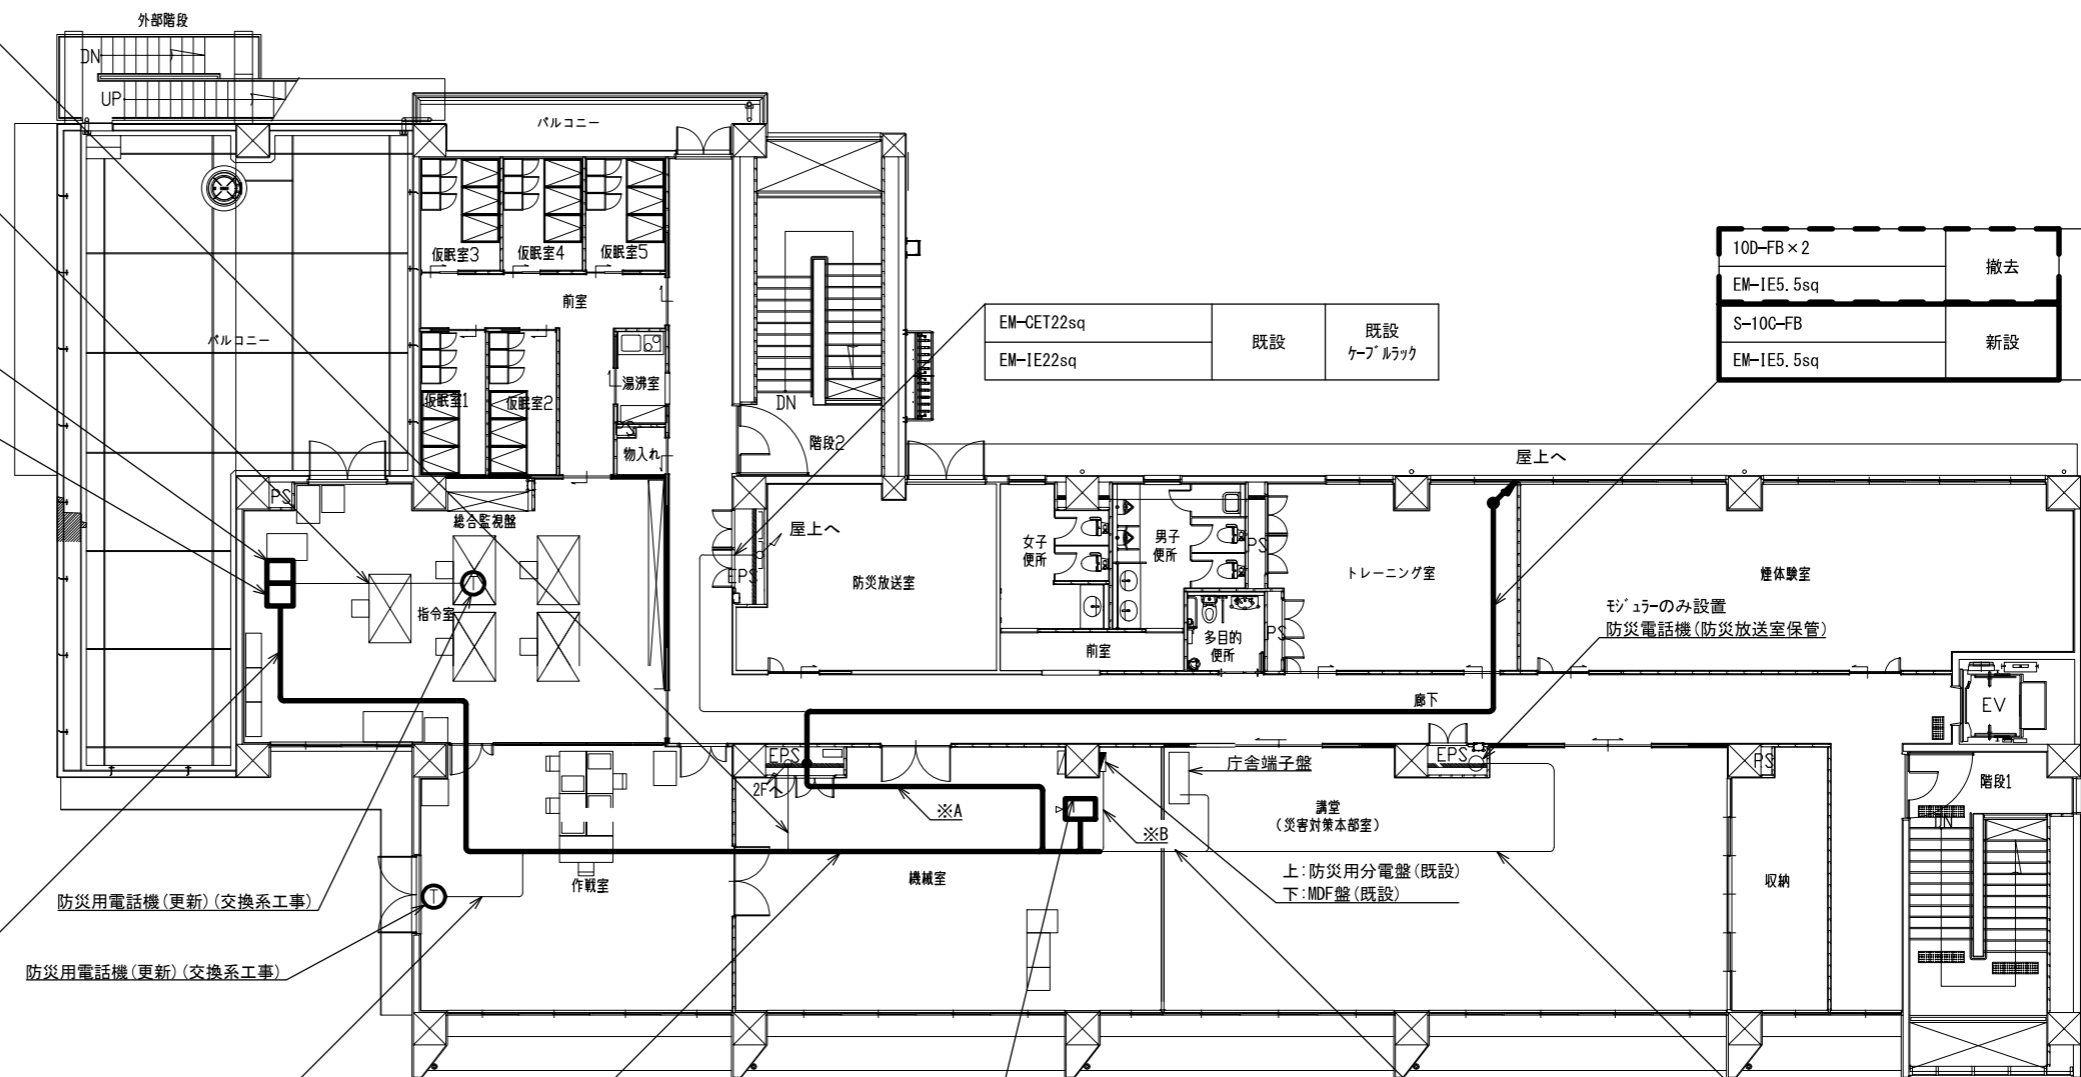 外部階段
DN
UP
バルコニー
バルコニー
仮眠室3
仮眠室4
仮眠室5
前室
仮眠室1
仮眠室2
湯沸室
PS
物入れ
DN
階段2
EM-CET22sq
EM-IE22sq
既設
既設
ケーブルラック
10D-FB×2
EM-IE5.5sq
撤去
S-10C-FB
EM-IE5.5sq
新設
屋上へ
PS
総合監視盤
指令室
屋上へ
EPS
防災放送室
女子
便所
男子
便所
PS
トレーニング室
煙体験室
モジュラーのみ設置
防災電話機(防災放送室保管)
前室
多目的
便所
PS
廊下
EV
EPS
2Fへ
※A
庁舎端子盤
EPS
PS
階段1
DN
講堂
(災害対策本部室)
※B
上:防災用分電盤(既設)
下:MDF盤(既設)
作戦室
機械室
収納
T
T
防災用電話機(更新)(交換系工事)
防災用電話機(更新)(交換系工事)